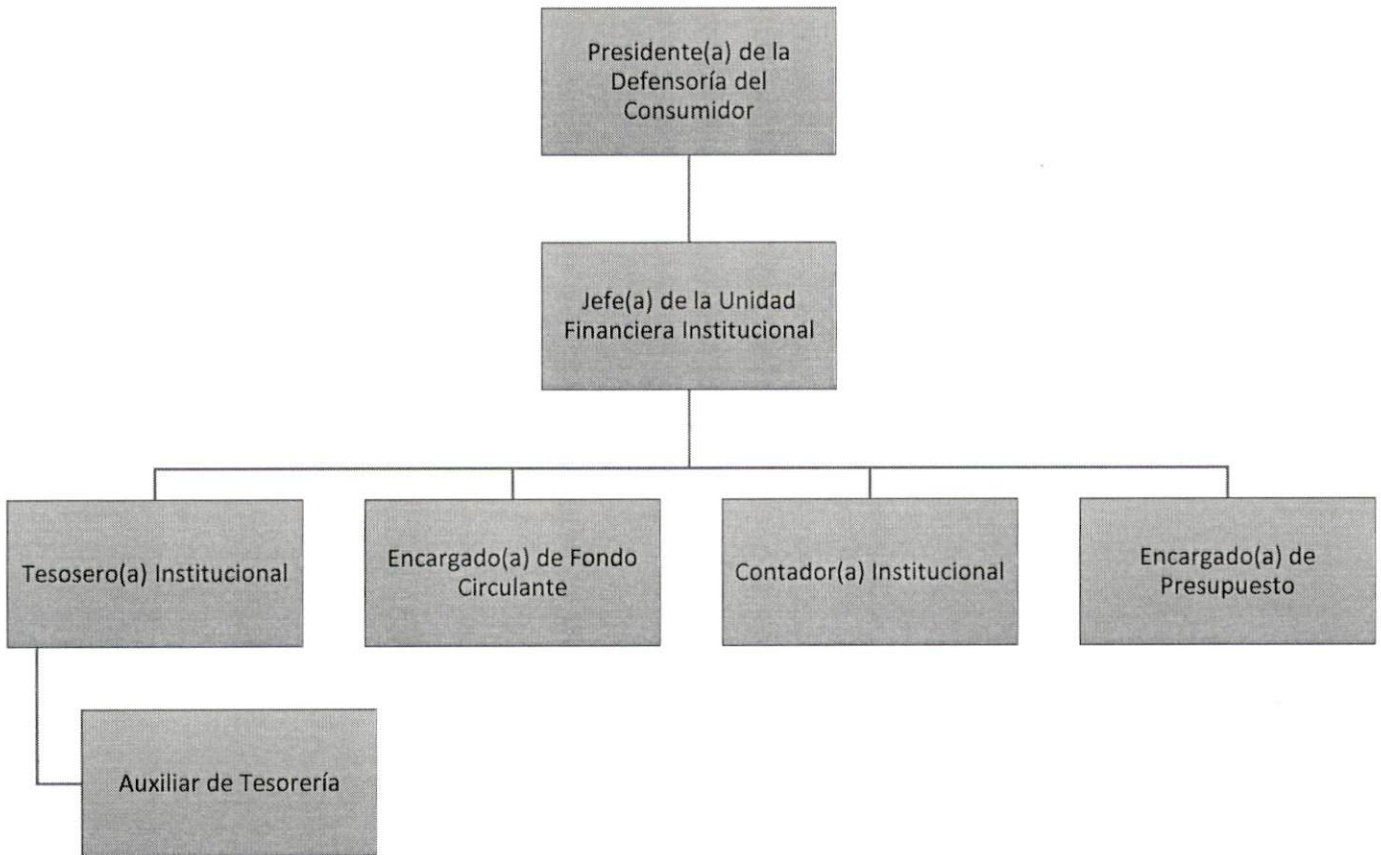 Presidente(a) de la
Defensoría del
Consumidor
Jefe(a) de la Unidad
Financiera Institucional
Tesosero(a) Institucional
Encargado(a) de Fondo
Circulante
Contador(a) Institucional
Encargado(a) de
Presupuesto
Auxiliar de Tesorería